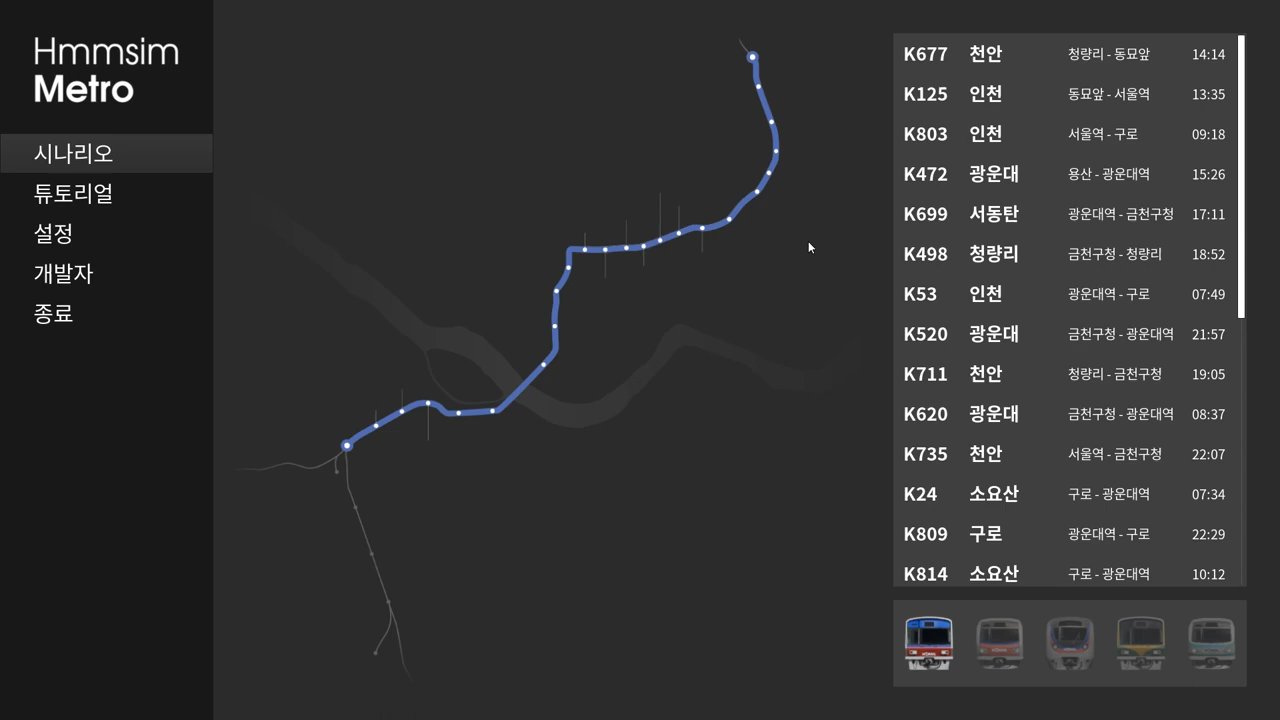 Hmmsim
Metro
시나리오
튜토리얼
설정
개발자
종료
K677 천안 청량리 - 동묘앞 14:14
K125 인천 동묘앞 - 서울역 13:35
K803 인천 서울역 - 구로 09:18
K472 광운대 용산 - 광운대역 15:26
K699 서동탄 광운대역 - 금천구청 17:11
K498 청량리 금천구청 - 청량리 18:52
K53 인천 광운대역 - 구로 07:49
K520 광운대 금천구청 - 광운대역 21:57
K711 천안 청량리 - 금천구청 19:05
K620 광운대 금천구청 - 광운대역 08:37
K735 천안 서울역 - 금천구청 22:07
K24 소요산 구로 - 광운대역 07:34
K809 구로 광운대역 - 구로 22:29
K814 소요산 구로 - 광운대역 10:12